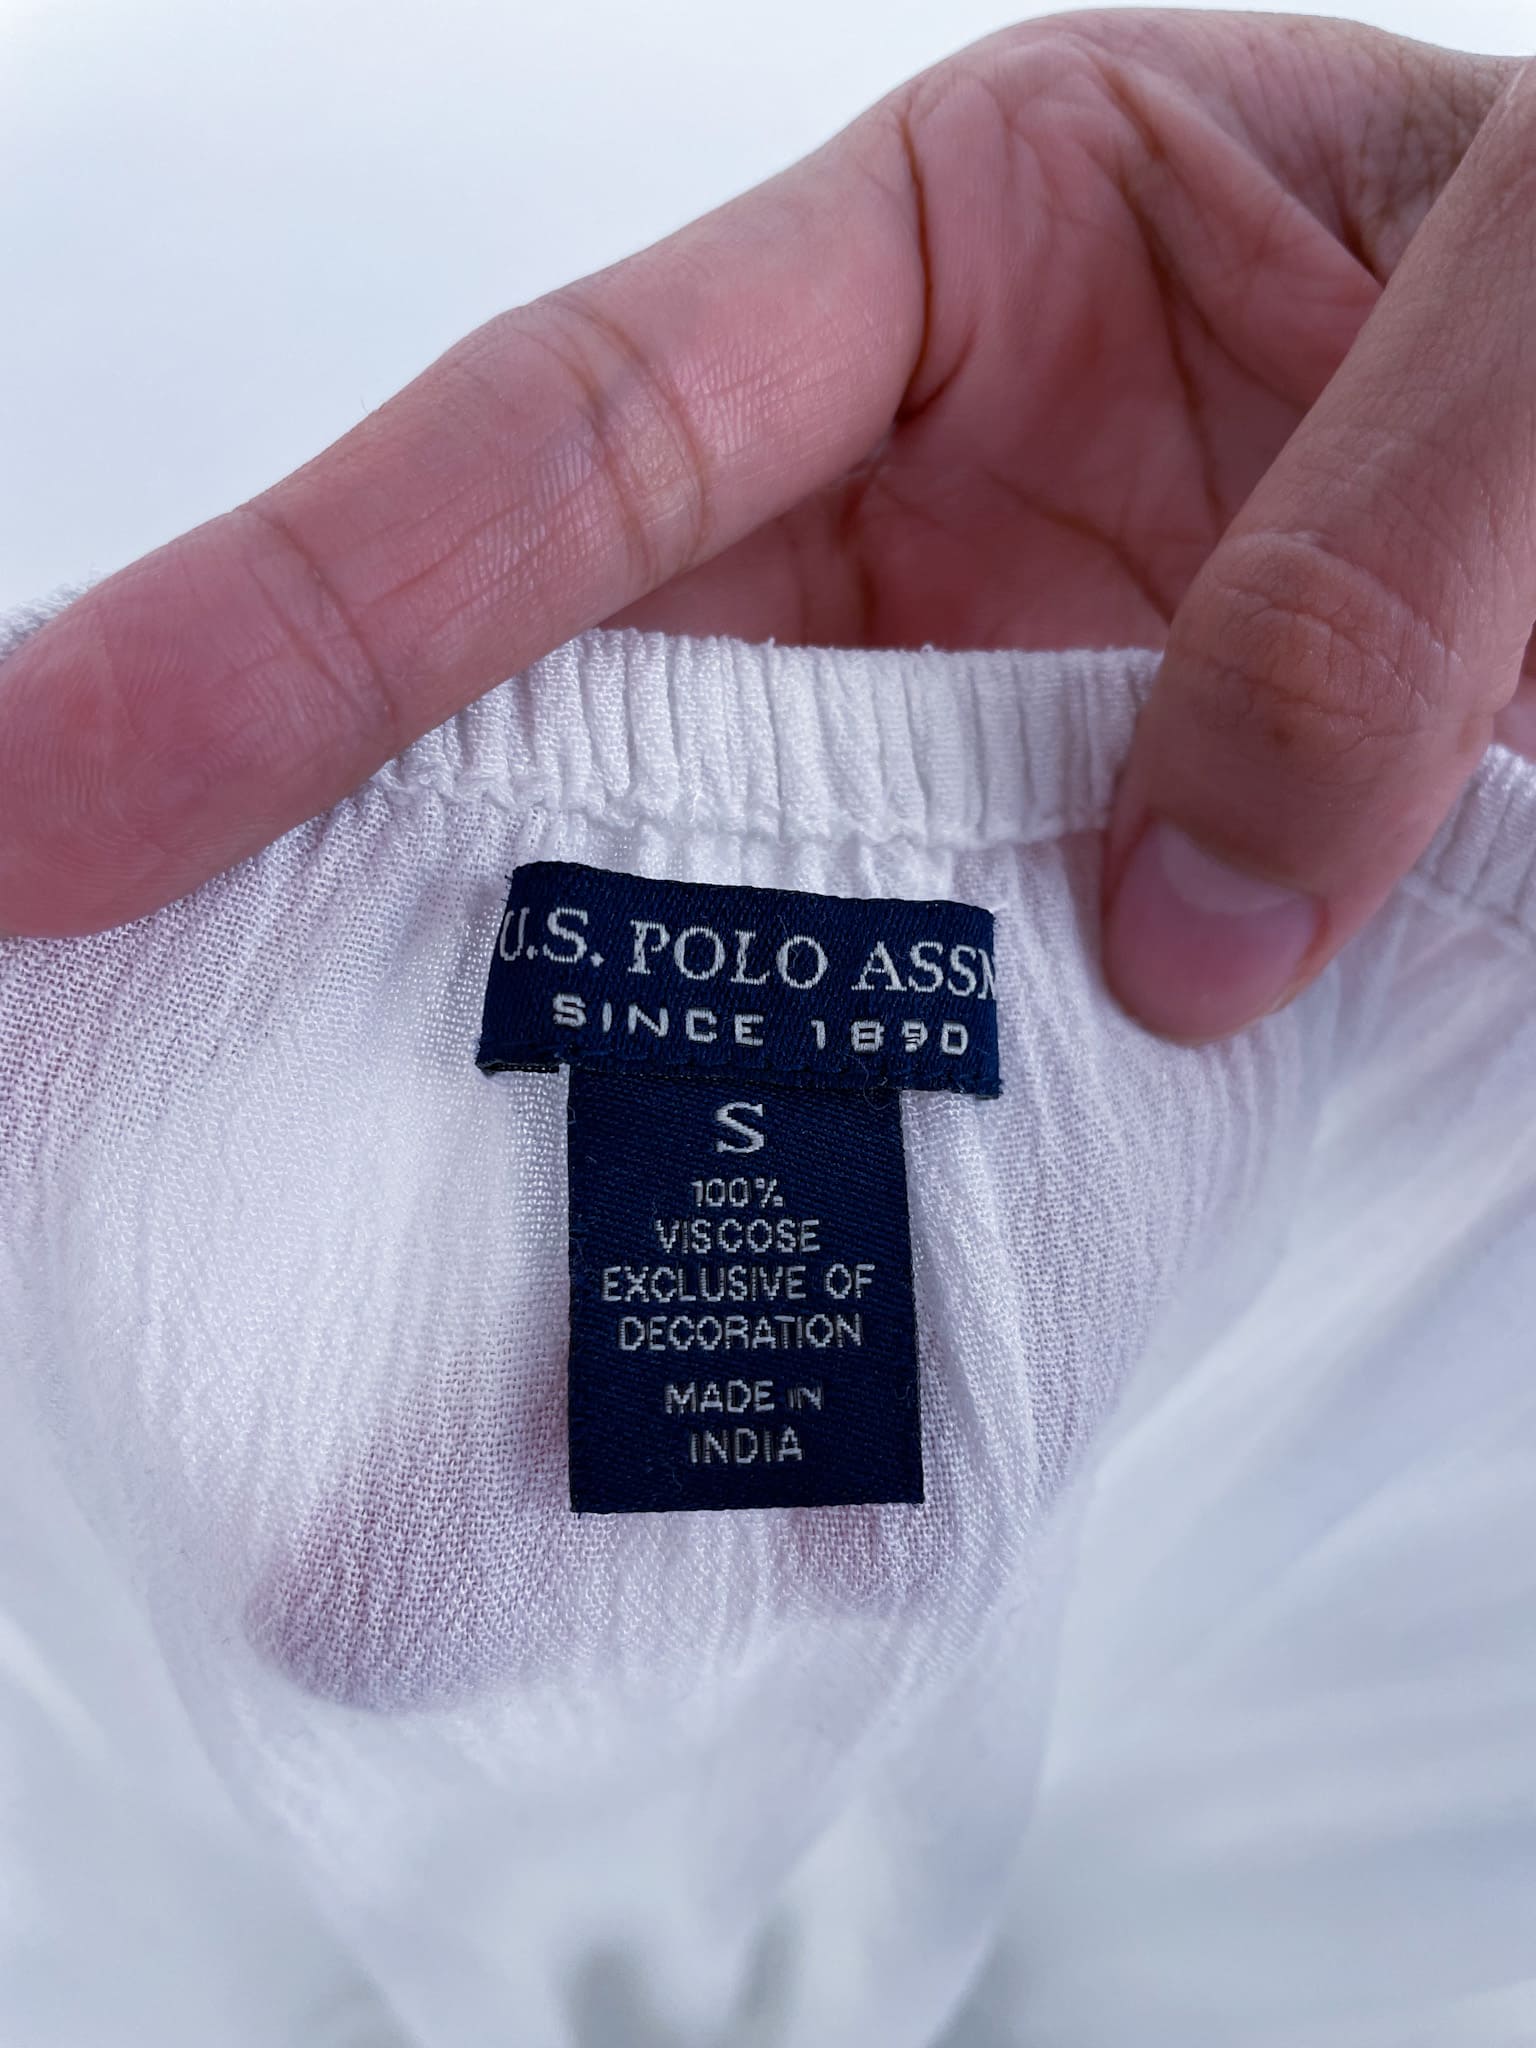 U.S. POLO ASSN
SINCE 1890
S
100%
VISCOSE
EXCLUSIVE OF
DECORATION
MADE IN
INDIA